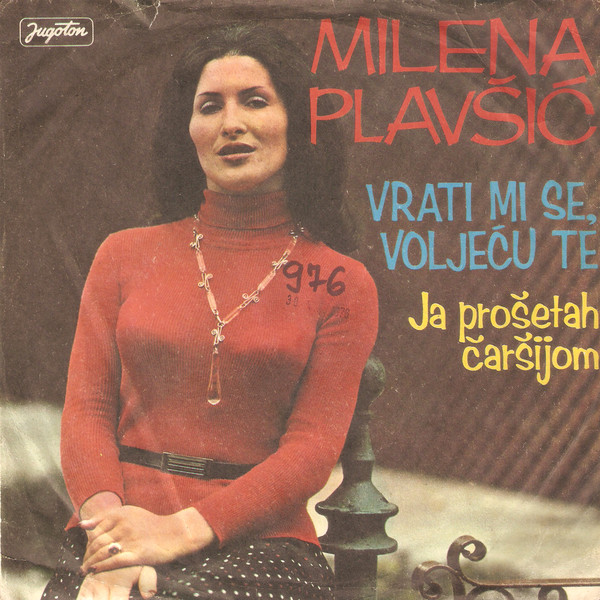 Jugoton
MILENA
PLAVŠIĆ
VRATI MI SE,
VOLJEĆU TE
Ja prošetah
čaršijom
976